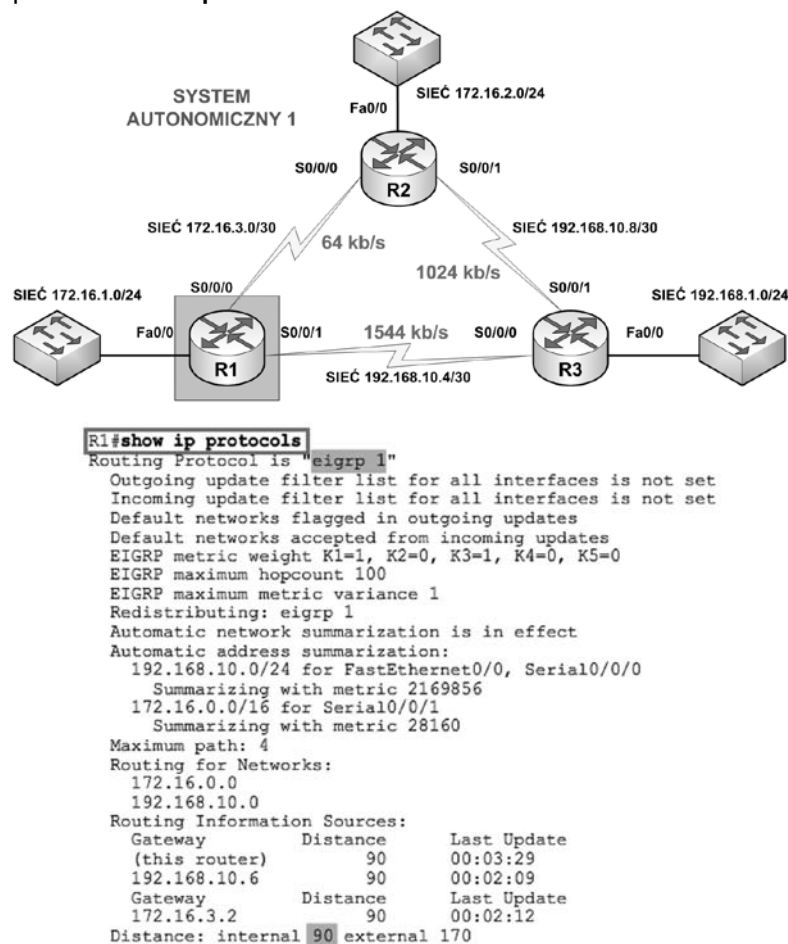 SIEĆ 172.16.2.0/24
SYSTEM
AUTONOMICZNY 1
Fa0/0
S0/0/0
S0/0/1
R2
SIEĆ 172.16.3.0/30
SIEĆ 192.168.10.8/30
64 kb/s
1024 kb/s
SIEĆ 172.16.1.0/24
S0/0/0
S0/0/1
SIEĆ 192.168.1.0/24
Fa0/0
S0/0/1
1544 kb/s
S0/0/0
Fa0/0
R1
R3
SIEĆ 192.168.10.4/30
R1#show ip protocols
Routing Protocol is "eigrp 1"
Outgoing update filter list for all interfaces is not set
Incoming update filter list for all interfaces is not set
Default networks flagged in outgoing updates
Default networks accepted from incoming updates
EIGRP metric weight K1=1, K2=0, K3=1, K4=0, K5=0
EIGRP maximum hopcount 100
EIGRP maximum metric variance 1
Redistributing: eigrp 1
Automatic network summarization is in effect
Automatic address summarization:
192.168.10.0/24 for FastEthernet0/0, Serial0/0/0
Summarizing with metric 2169856
172.16.0.0/16 for Serial0/0/1
Summarizing with metric 28160
Maximum path: 4
Routing for Networks:
172.16.0.0
192.168.10.0
Routing Information Sources:
Gateway Distance Last Update
(this router) 90 00:03:29
192.168.10.6 90 00:02:09
Gateway Distance Last Update
172.16.3.2 90 00:02:12
Distance: internal 90 external 170